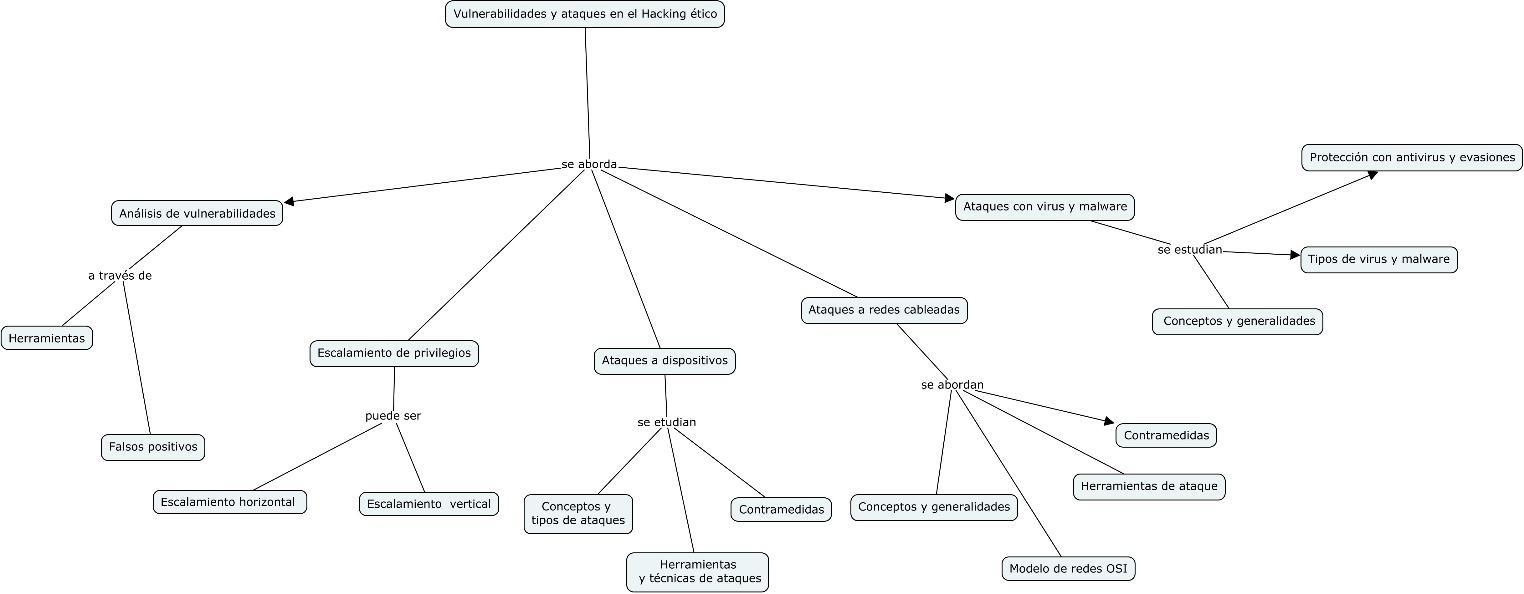 Vulnerabilidades y ataques en el Hacking ético
se aborda
Protección con antivirus y evasiones
Análisis de vulnerabilidades
Ataques con virus y malware
se estudian
Tipos de virus y malware
a través de
Ataques a redes cableadas
Conceptos y generalidades
Herramientas
Escalamiento de privilegios
Ataques a dispositivos
se abordan
puede ser
se etudian
Contramedidas
Falsos positivos
Herramientas de ataque
Escalamiento horizontal
Escalamiento vertical
Conceptos y
tipos de ataques
Contramedidas
Conceptos y generalidades
Herramientas
y técnicas de ataques
Modelo de redes OSI